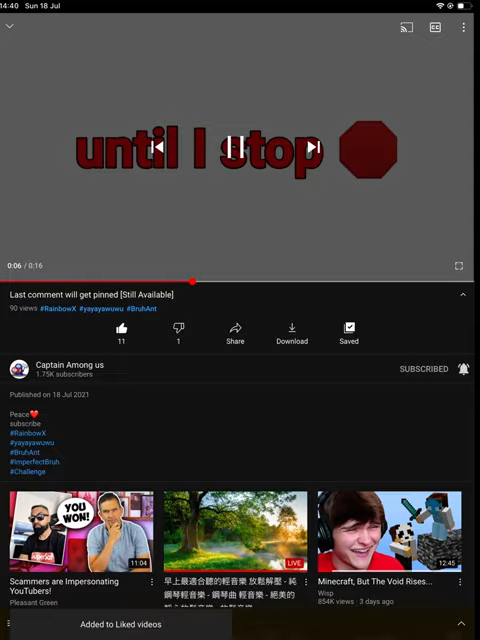 14:40 Sun 18 Jul
CC
until I stop
0:06 / 0:16
Last comment will get pinned [Still Available]
90 views #RainbowX #yayayawuwu #BruhAnt
11 1 Share Download Saved
Captain Among us
1.75K subscribers
SUBSCRIBED
Published on 18 Jul 2021
Peace❤️
subscribe
#RainbowX
#yayayawuwu
#BruhAnt
#ImperfectBruh
#Challenge
YOU
WON!
11:04
LIVE
12:45
Scammers are Impersonating
YouTubers!
Pleasant Green
早上最適合聽的輕音樂 放鬆解壓 - 純
鋼琴輕音樂 - 鋼琴曲 輕音樂 - 絕美的
Minecraft, But The Void Rises...
Wisp
854K views · 3 days ago
Added to Liked videos